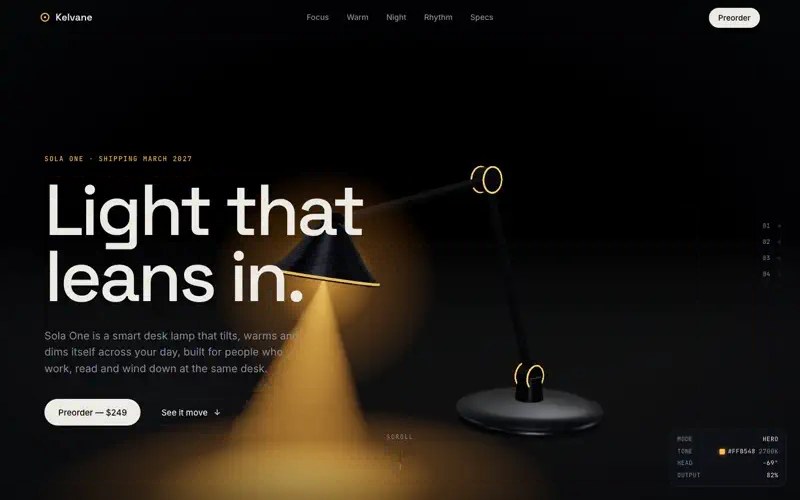 Kelvane
Focus
Warm
Night
Rhythm
Specs
Preorder
SOLA ONE · SHIPPING MARCH 2027
Light that
leans in.
Sola One is a smart desk lamp that tilts, warms and
dims itself across your day, built for people who
work, read and wind down at the same desk.
Preorder — $249
See it move ↓
SCROLL
01
02
03
04
MODE HERO
TONE #FFB548 2700K
HEAD -69°
OUTPUT 82%